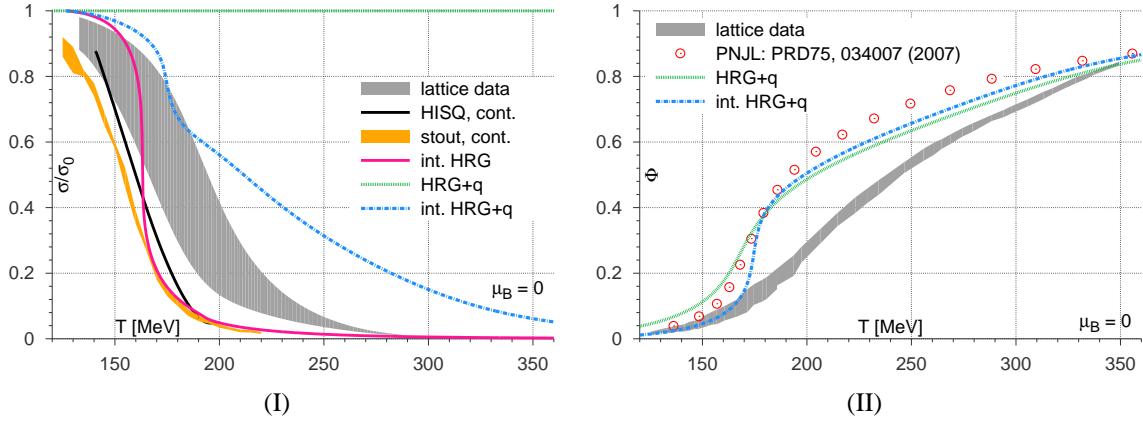 1
0.8
0.6
0.4
0.2
0
σ/σ₀
lattice data
HISQ, cont.
stout, cont.
int. HRG
HRG+q
int. HRG+q
μ_B = 0
T [MeV]
150 200 250 300 350
(I)
1
0.8
0.6
0.4
0.2
0
Φ
lattice data
PNJL: PRD75, 034007 (2007)
HRG+q
int. HRG+q
T [MeV]
μ_B = 0
150 200 250 300 350
(II)